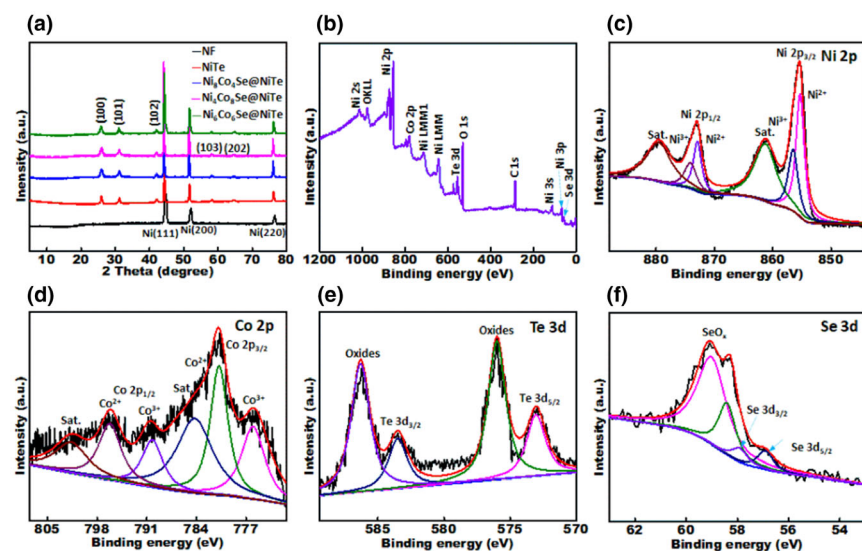 (a)
NF
NiTe
Ni8Co4Se@NiTe
Ni4Co8Se@NiTe
Ni6Co6Se@NiTe
(100)
(101)
(102)
(103) (202)
Ni(111)
Ni(200)
Ni(220)
Inensity (a.u.)
5 20 30 40 50 60 70 80
2 Theta (degree)
(b)
Ni 2s
OKLL
Ni 2p
Co 2p
Ni LMM1
Ni LMM
Te 3d
O 1s
C 1s
Ni 3s
Ni 3p
Se 3d
Intensity (a.u.)
1200 1000 800 600 400 200 0
Binding energy (eV)
(c)
Ni 2p
Ni 2p3/2
Ni2+
Ni3+
Sat.
Ni 2p1/2
Ni2+
Ni3+
Sat.
Intensity (a.u.)
880 870 860 850
Binding energy (eV)
(d)
Co 2p
Co 2p3/2
Co2+
Sat.
Co3+
Co 2p1/2
Co2+
Co3+
Sat.
Intensity (a.u.)
805 798 791 784 777
Binding energy (eV)
(e)
Te 3d
Oxides
Oxides
Te 3d3/2
Te 3d5/2
Intensity (a.u.)
585 580 575 570
Binding energy (eV)
(f)
Se 3d
SeOx
Se 3d3/2
Se 3d5/2
Intensity (a.u.)
62 60 58 56 54
Binding energy (eV)